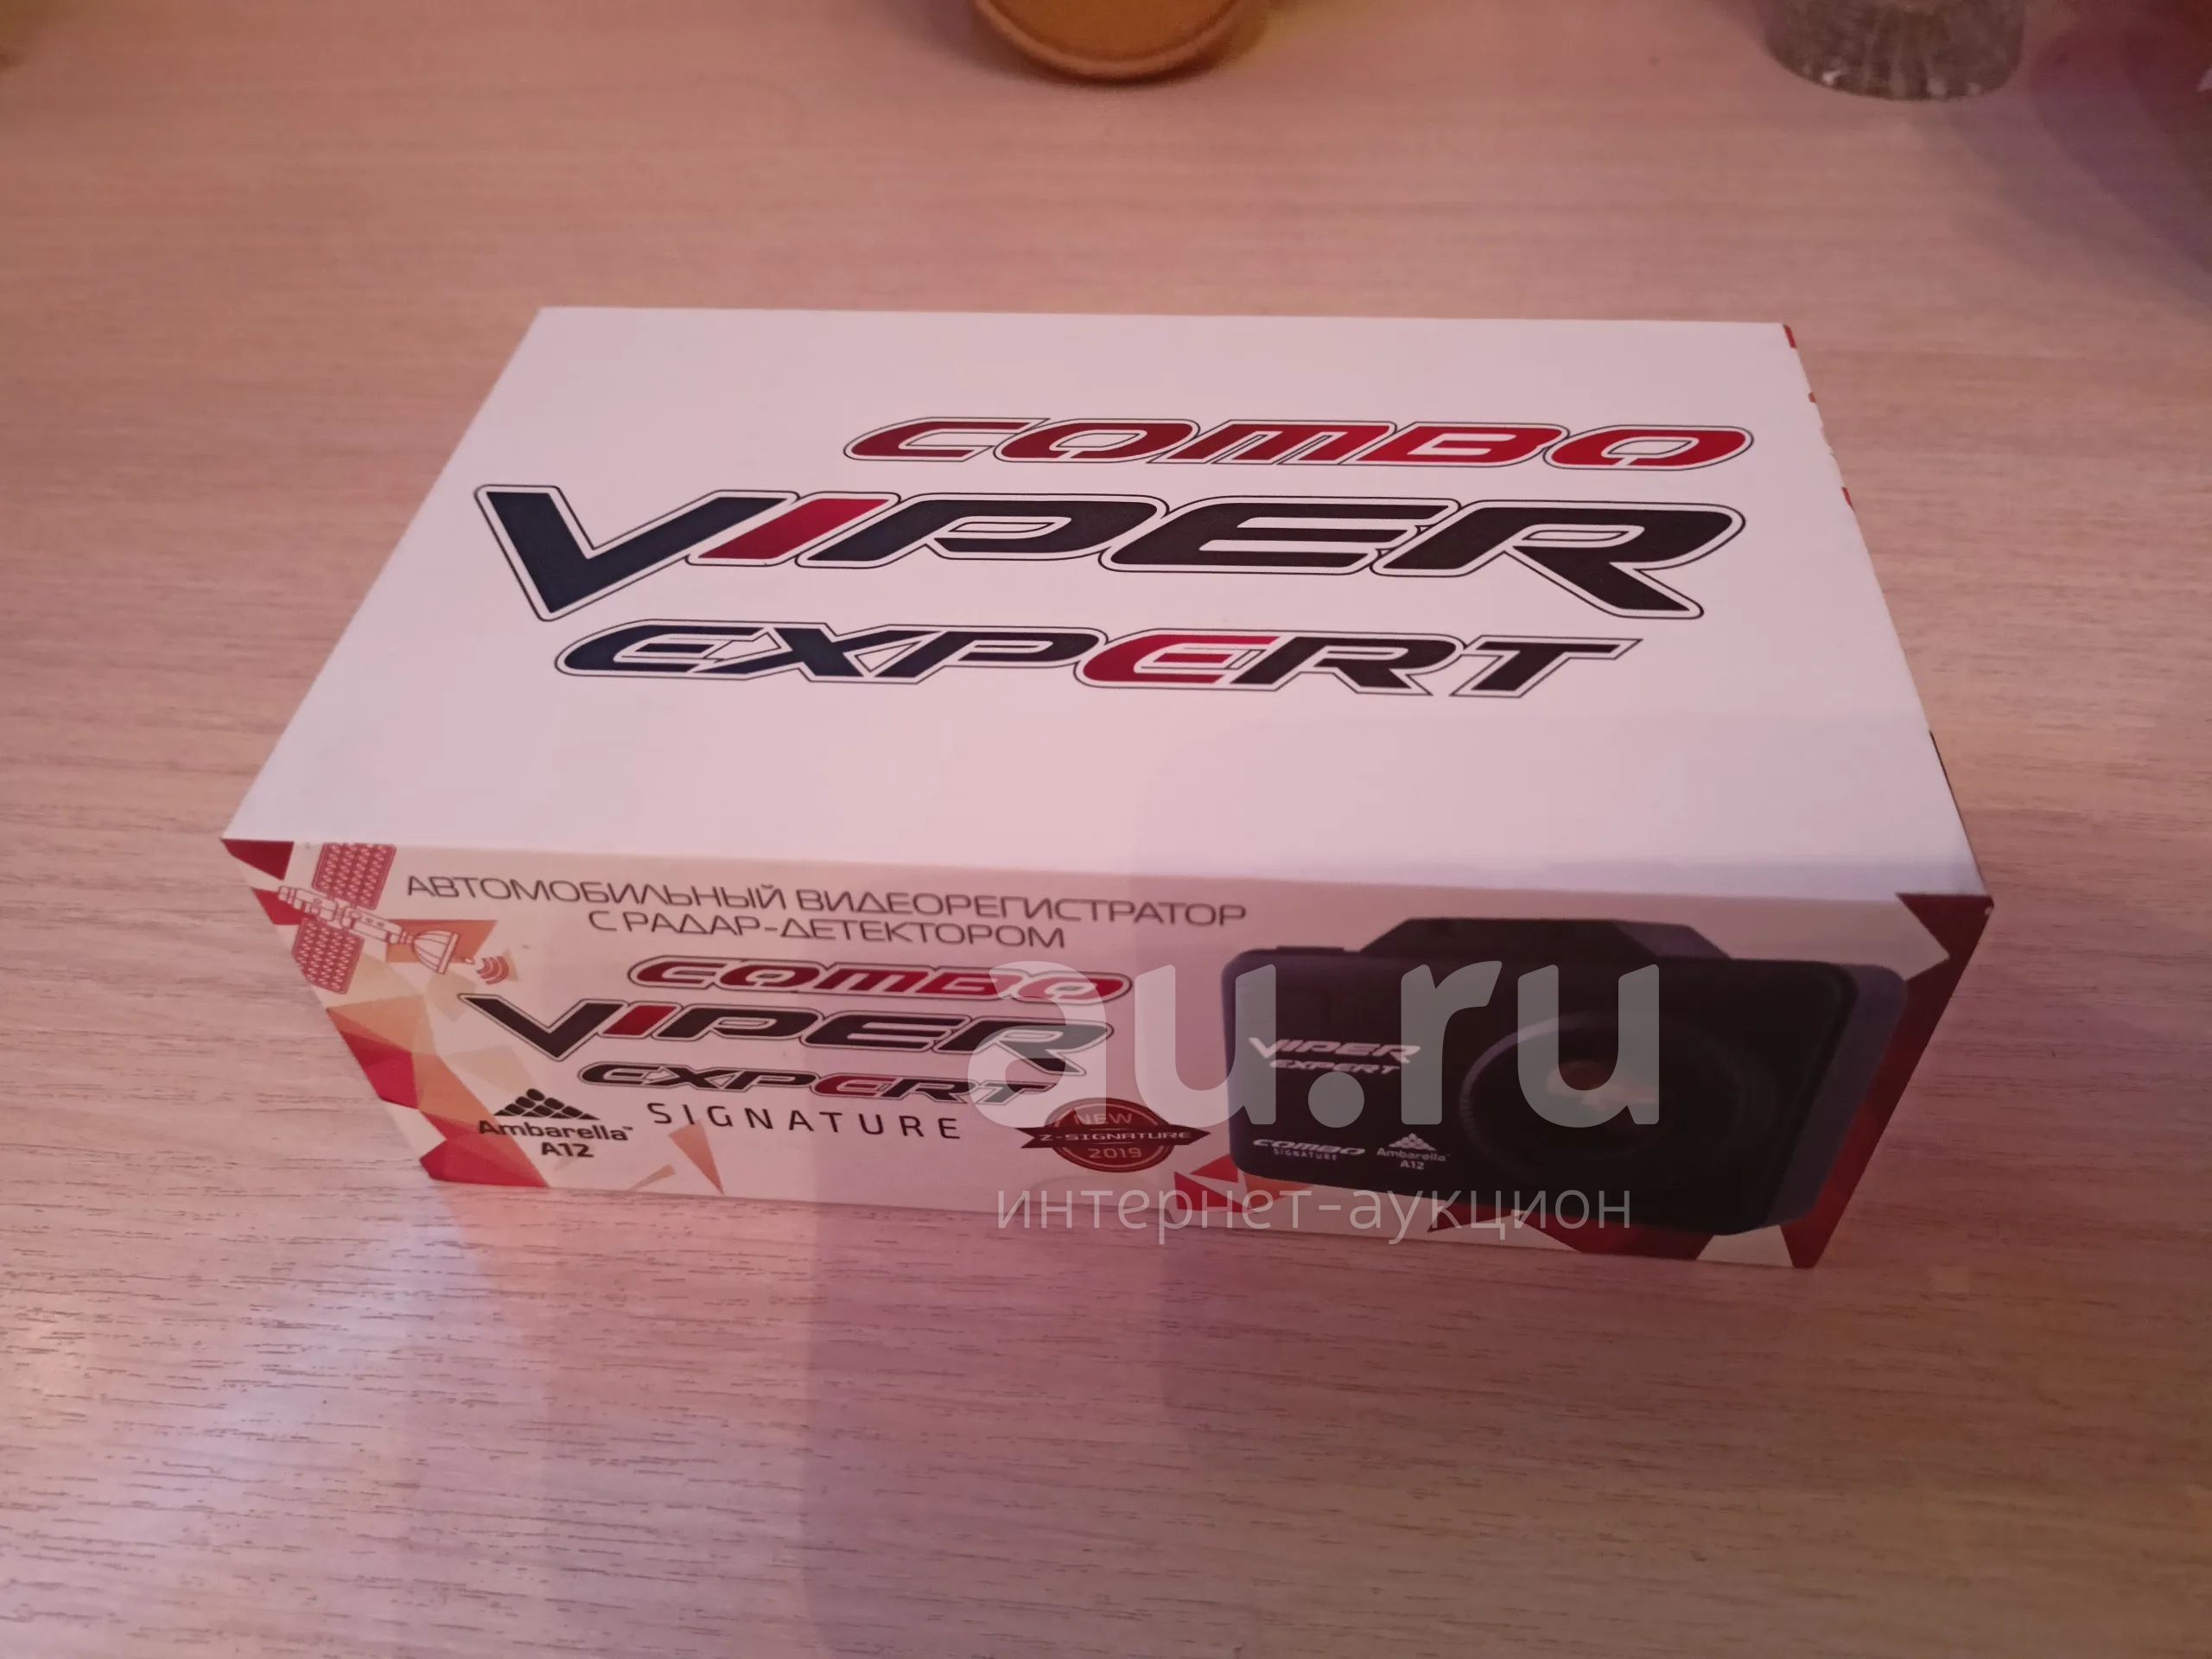 COMBO
VIPER
EXPERT
АВТОМОБИЛЬНЫЙ ВИДЕОРЕГИСТРАТОР
С РАДАР-ДЕТЕКТОРОМ
COMBO
VIPER
EXPERT
SIGNATURE
Ambarella™
A12
NEW
Z-SIGNATURE
2019
VIPER
EXPERT
COMBO
SIGNATURE
Ambarella
A12
au.ru
интернет-аукцион